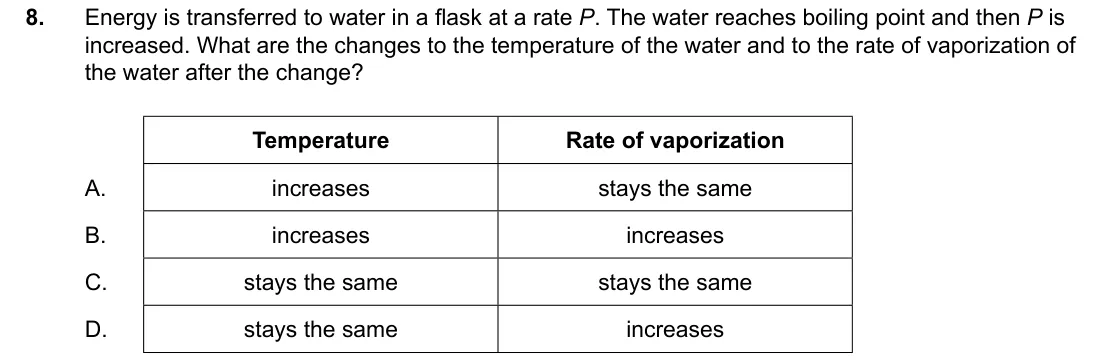 8. Energy is transferred to water in a flask at a rate P. The water reaches boiling point and then P is
increased. What are the changes to the temperature of the water and to the rate of vaporization of
the water after the change?
Temperature Rate of vaporization
A. increases stays the same
B. increases increases
C. stays the same stays the same
D. stays the same increases